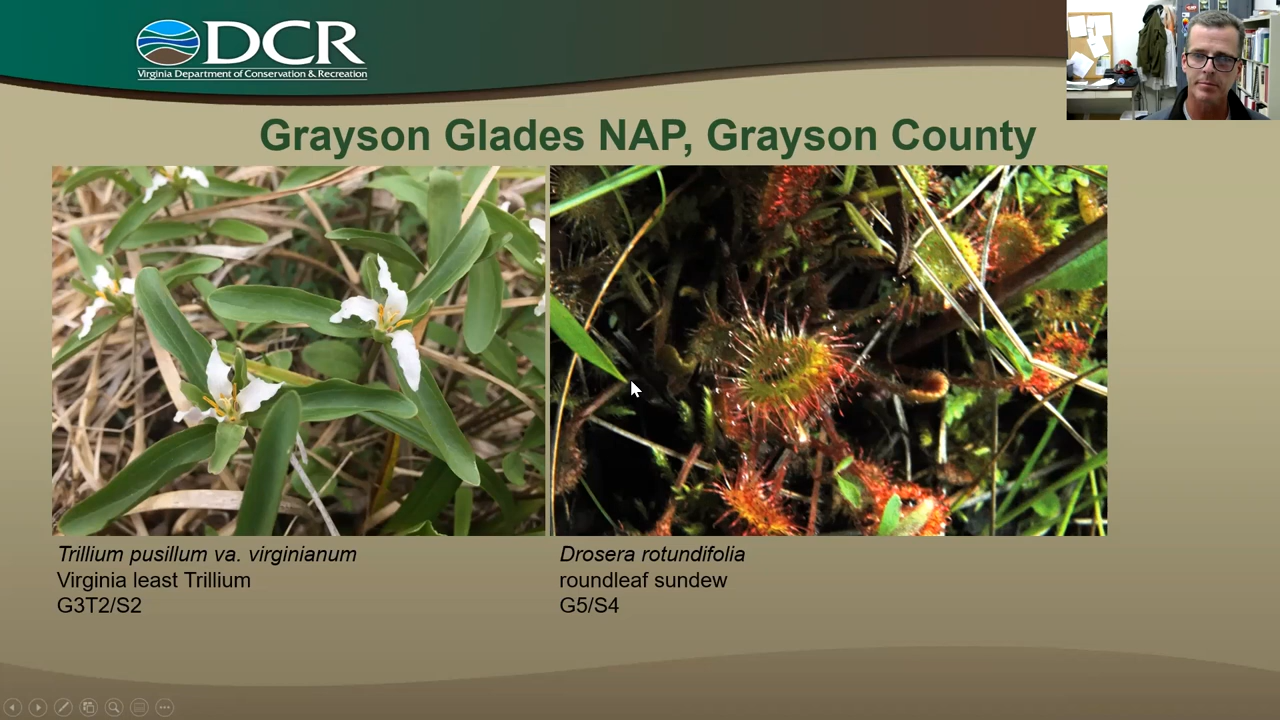 DCR
Virginia Department of Conservation & Recreation
Grayson Glades NAP, Grayson County
Trillium pusillum va. virginianum
Virginia least Trillium
G3T2/S2
Drosera rotundifolia
roundleaf sundew
G5/S4